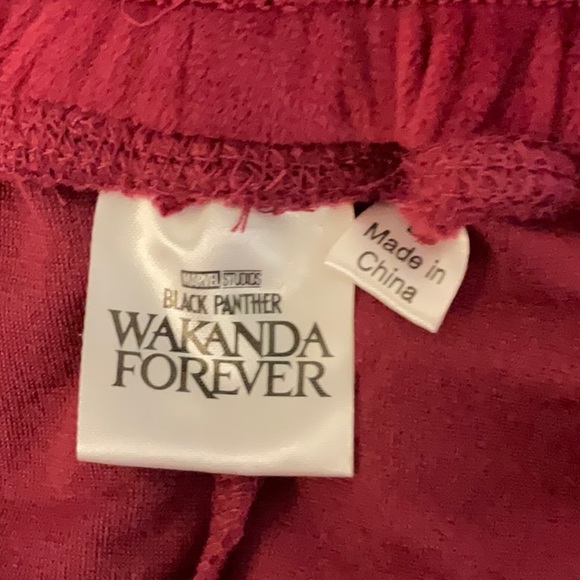 MARVEL STUDIOS
BLACK PANTHER
WAKANDA
FOREVER
Made in
China